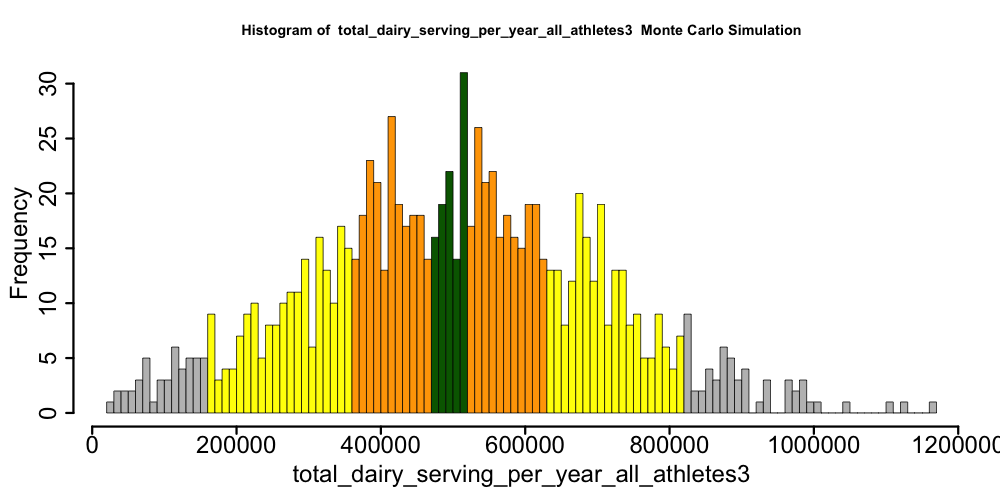 Histogram of  total_dairy_serving_per_year_all_athletes3  Monte Carlo Simulation
Frequency
30
25
20
15
10
5
0
0 200000 400000 600000 800000 1000000 1200000
total_dairy_serving_per_year_all_athletes3